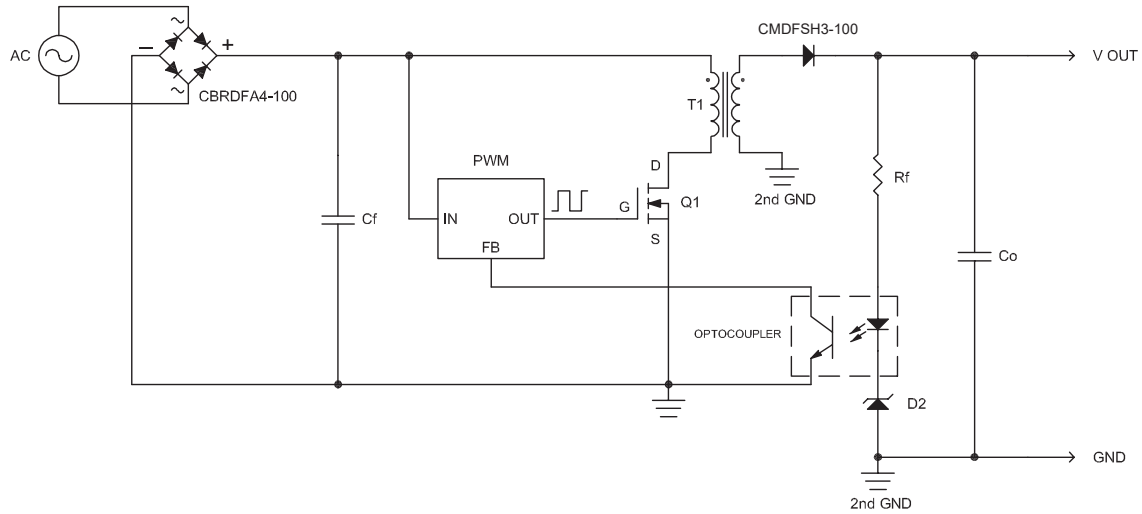 CMDFSH3-100
AC
–
+
V OUT
CBRDFA4-100
T1
PWM
D
2nd GND
Rf
Cf
IN
OUT
G
Q1
S
FB
Co
OPTOCOUPLER
D2
GND
2nd GND